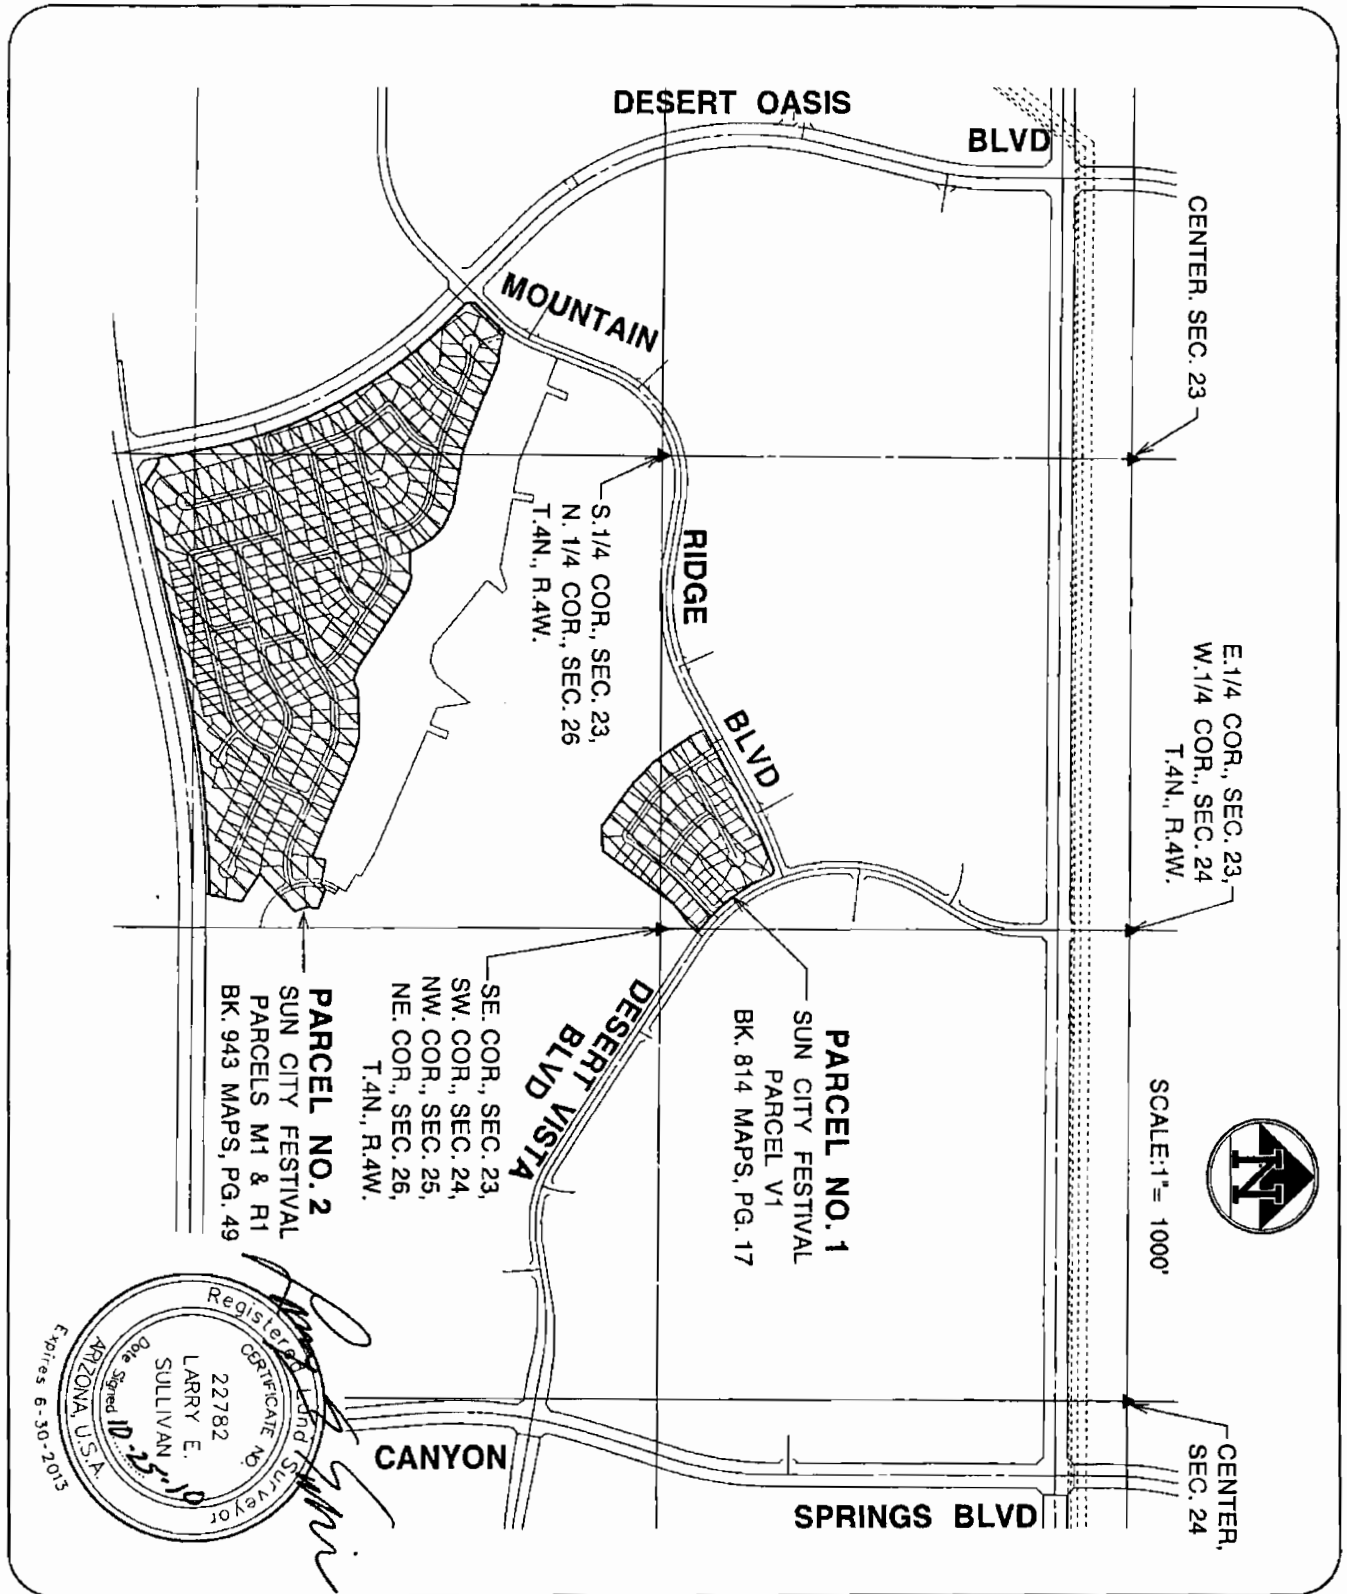 DESERT OASIS
BLVD
CENTER. SEC. 23
MOUNTAIN
RIDGE
BLVD
S. 1/4 COR., SEC. 23,
N. 1/4 COR., SEC. 26
T.4N., R.4W.
E.1/4 COR., SEC. 23,
W.1/4 COR., SEC. 24
T.4N., R.4W.
SCALE:1"= 1000'
N
PARCEL NO. 1
SUN CITY FESTIVAL
PARCEL V1
BK. 814 MAPS, PG. 17
DESERT VISTA
BLVD
SE. COR., SEC. 23,
SW. COR., SEC. 24,
NW. COR., SEC. 25,
NE. COR., SEC. 26,
T.4N., R.4W.
PARCEL NO. 2
SUN CITY FESTIVAL
PARCELS M1 & R1
BK. 943 MAPS, PG. 49
CENTER,
SEC. 24
CANYON
SPRINGS BLVD
Registered Land Surveyor
CERTIFICATE NO.
22782
LARRY E.
SULLIVAN
Date Signed 10-25-10
ARIZONA, U.S.A.
Expires 6-30-2013